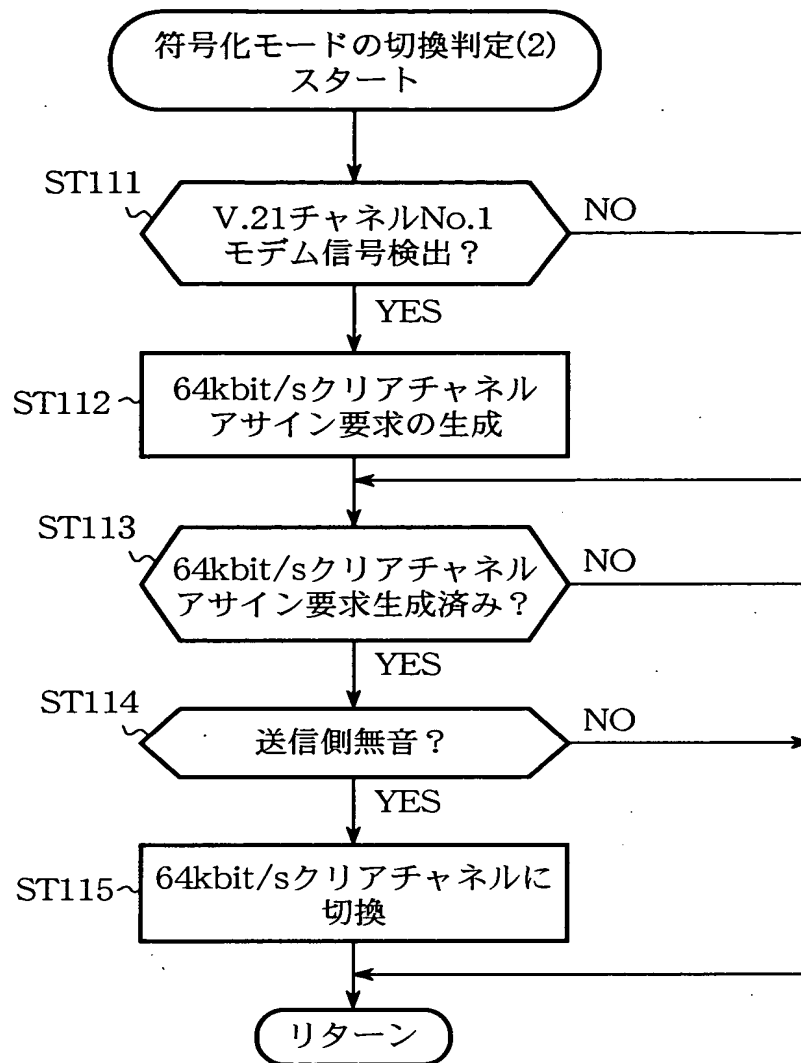 符号化モードの切換判定(2)
スタート
ST111
V.21チャネルNo.1
モデム信号検出?
NO
YES
ST112
64kbit/sクリアチャネル
アサイン要求の生成
ST113
64kbit/sクリアチャネル
アサイン要求生成済み?
NO
YES
ST114
送信側無音?
NO
YES
ST115
64kbit/sクリアチャネルに
切換
リターン